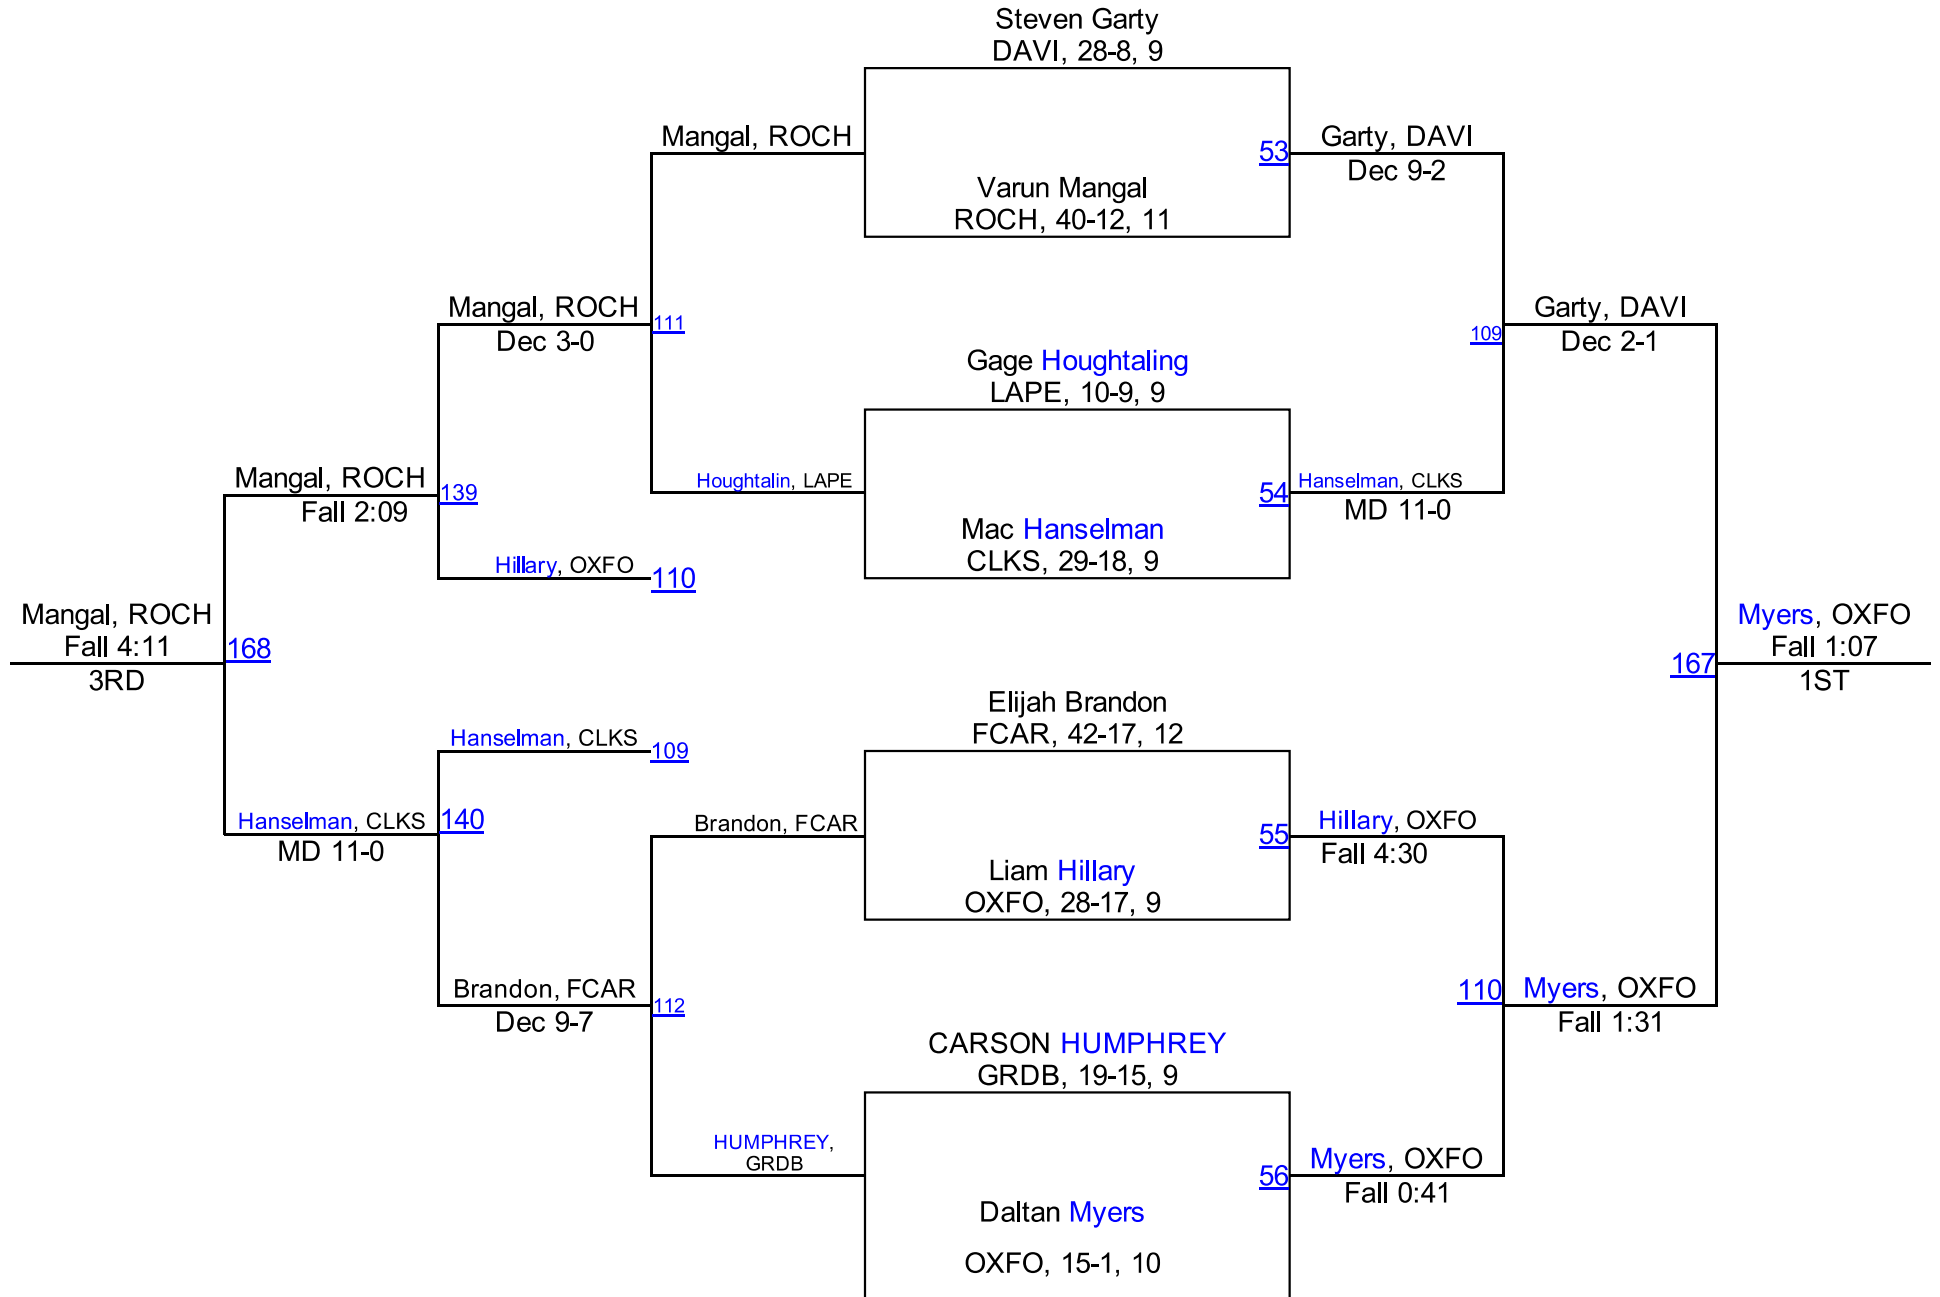 Steven Garty
DAVI, 28-8, 9
Mangal, ROCH
53
Garty, DAVI
Dec 9-2
Varun Mangal
ROCH, 40-12, 11
Mangal, ROCH
Dec 3-0
111
109
Garty, DAVI
Dec 2-1
Gage Houghtaling
LAPE, 10-9, 9
Mangal, ROCH
Fall 2:09
139
Houghtalin, LAPE
54
Hanselman, CLKS
MD 11-0
Mac Hanselman
CLKS, 29-18, 9
Hillary, OXFO
110
Mangal, ROCH
Fall 4:11
3RD
168
167
Myers, OXFO
Fall 1:07
1ST
Elijah Brandon
FCAR, 42-17, 12
Hanselman, CLKS
109
Hanselman, CLKS
MD 11-0
140
Brandon, FCAR
55
Hillary, OXFO
Fall 4:30
Liam Hillary
OXFO, 28-17, 9
Brandon, FCAR
Dec 9-7
112
110
Myers, OXFO
Fall 1:31
CARSON HUMPHREY
GRDB, 19-15, 9
HUMPHREY,
GRDB
56
Myers, OXFO
Fall 0:41
Daltan Myers
OXFO, 15-1, 10